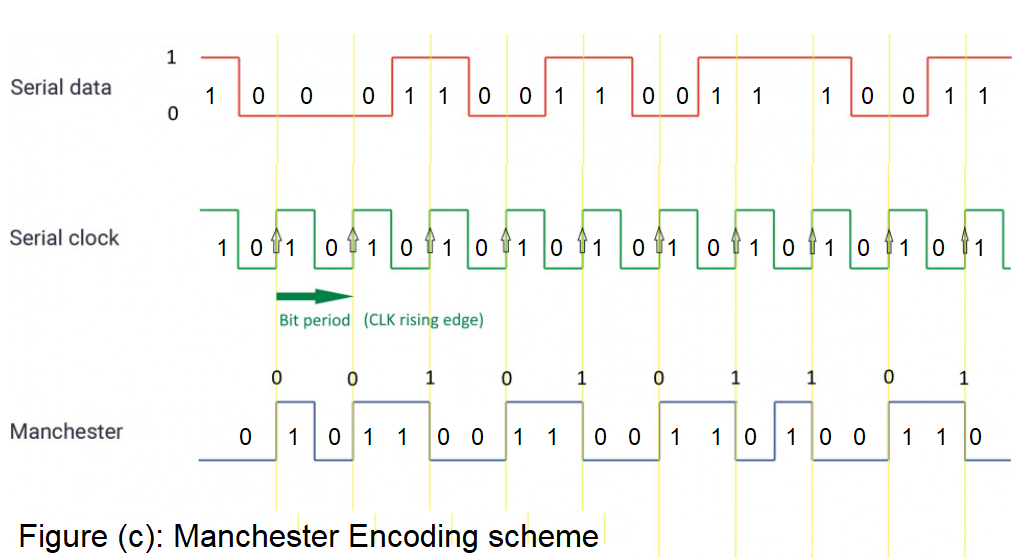 1
Serial data 1 0 0 0 1 1 0 0 1 1 0 0 1 1 1 0 0 1 1
0
Serial clock 1 0 1 0 1 0 1 0 1 0 1 0 1 0 1 0 1 0 1 0 1
Bit period (CLK rising edge)
0 0 1 0 1 0 1 1 0 1
Manchester 0 1 0 1 1 0 0 1 1 0 0 1 1 0 1 0 0 1 1 0
Figure (c): Manchester Encoding scheme